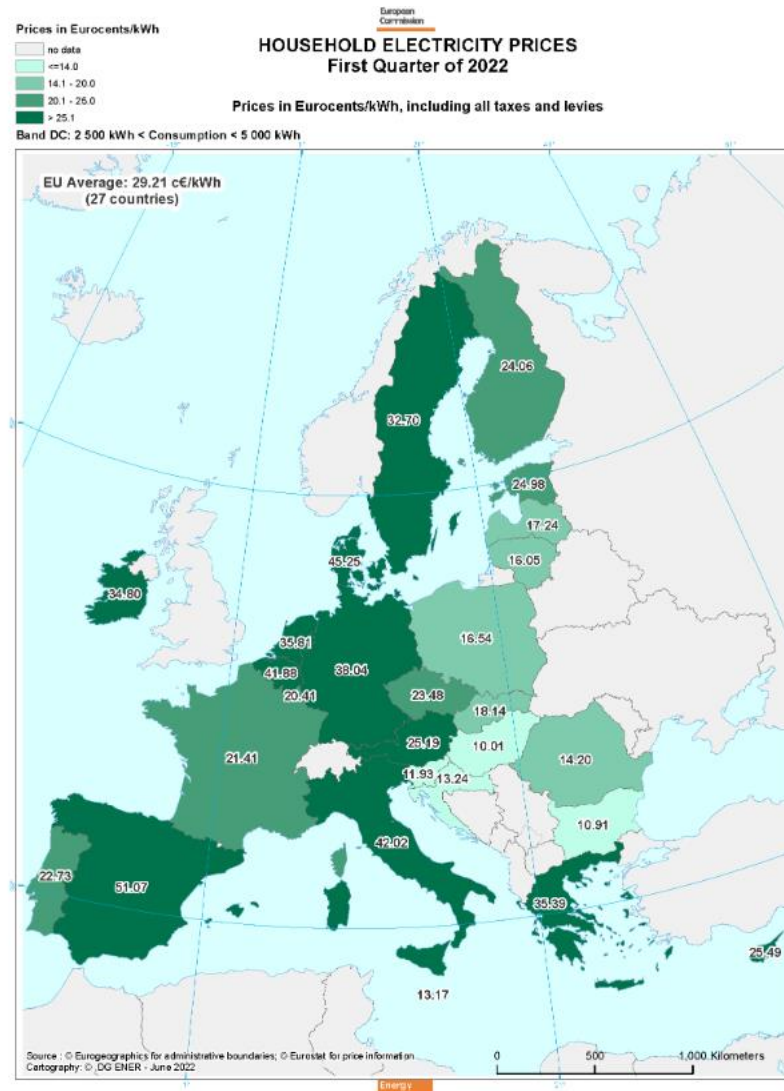 European
Commission
Prices in Eurocents/kWh
no data
<=14.0
14.1 - 20.0
20.1 - 25.0
> 25.1
HOUSEHOLD ELECTRICITY PRICES
First Quarter of 2022
Prices in Eurocents/kWh, including all taxes and levies
Band DC: 2 500 kWh < Consumption < 5 000 kWh
EU Average: 29.21 c€/kWh
(27 countries)
24.06
32.70
24.98
17.24
16.05
45.25
34.80
16.54
35.81
38.04
41.88
20.41
23.48
18.14
25.19
10.01
21.41
11.93
13.24
14.20
10.91
42.02
22.73
51.07
35.39
25.49
13.17
Source : © Eurogeographics for administrative boundaries; © Eurostat for price information
Cartography: © ,DG ENER - June 2022
0 500 1,000 Kilometers
Energy